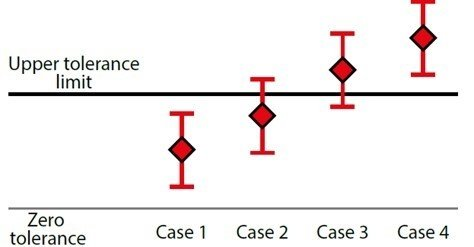 Upper tolerance
limit
Zero
tolerance
Case 1
Case 2
Case 3
Case 4